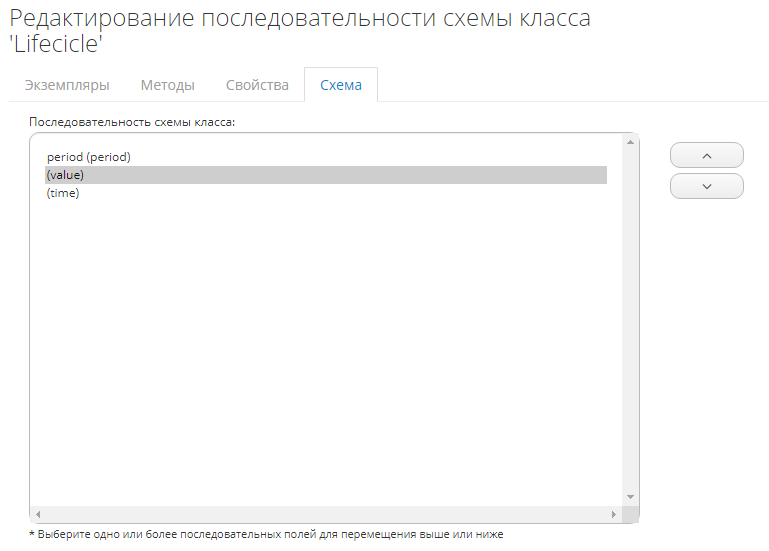 Редактирование последовательности схемы класса
'Lifecicle'
Экземпляры Методы Свойства Схема
Последовательность схемы класса:
period (period)
(value)
(time)
* Выберите одно или более последовательных полей для перемещения выше или ниже